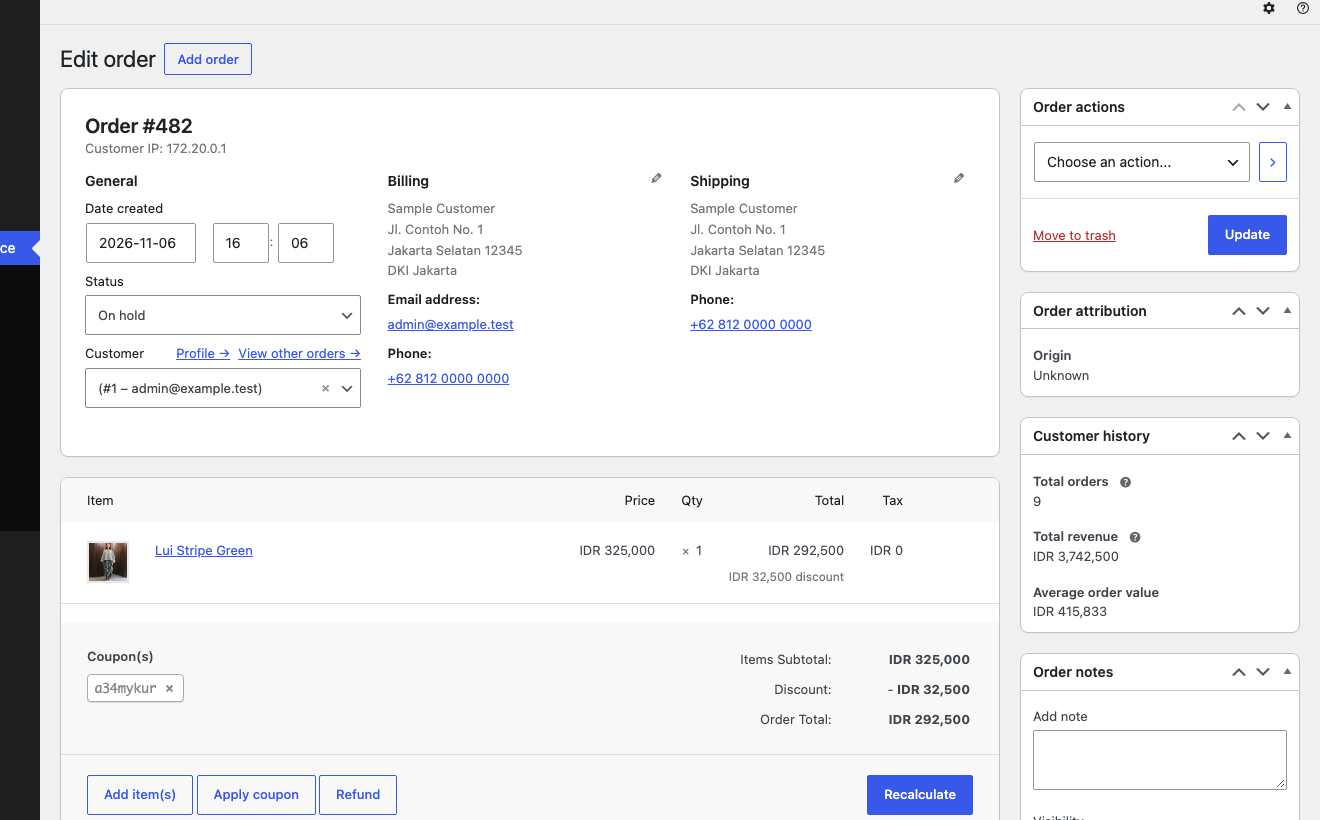 Edit order
Add order
Order #482
Customer IP: 172.20.0.1
General
Date created
2026-11-06
16
:
06
Status
On hold
Customer
Profile →
View other orders →
(#1 – admin@example.test)
×
Billing
Sample Customer
Jl. Contoh No. 1
Jakarta Selatan 12345
DKI Jakarta
Email address:
admin@example.test
Phone:
+62 812 0000 0000
Shipping
Sample Customer
Jl. Contoh No. 1
Jakarta Selatan 12345
DKI Jakarta
Phone:
+62 812 0000 0000
ce
Item Price Qty Total Tax
Lui Stripe Green IDR 325,000 × 1 IDR 292,500 IDR 0
IDR 32,500 discount
Coupon(s)
a34mykur ×
Items Subtotal: IDR 325,000
Discount: - IDR 32,500
Order Total: IDR 292,500
Add item(s)
Apply coupon
Refund
Recalculate
Order actions
Choose an action...
Move to trash
Update
Order attribution
Origin
Unknown
Customer history
Total orders
9
Total revenue
IDR 3,742,500
Average order value
IDR 415,833
Order notes
Add note